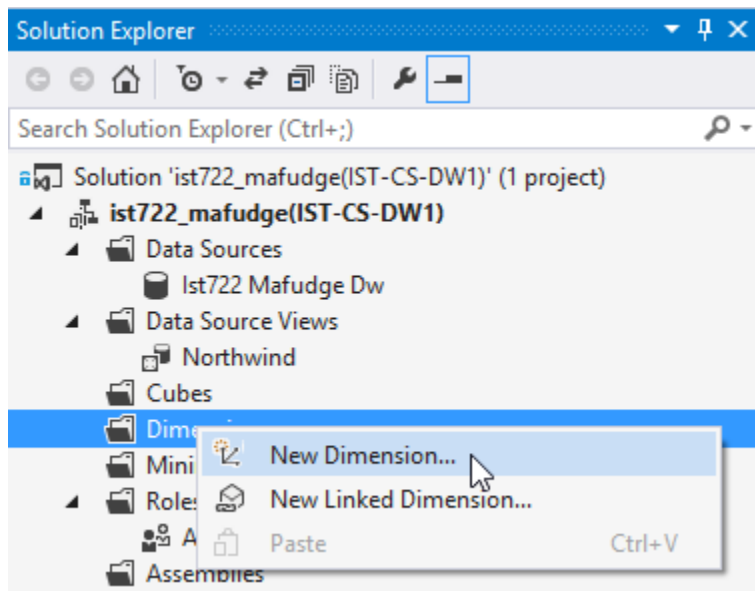 Solution Explorer
Search Solution Explorer (Ctrl+;)
Solution 'ist722_mafudge(IST-CS-DW1)' (1 project)
ist722_mafudge(IST-CS-DW1)
Data Sources
Ist722 Mafudge Dw
Data Source Views
Northwind
Cubes
New Dimension...
New Linked Dimension...
Paste Ctrl+V
Assemblies